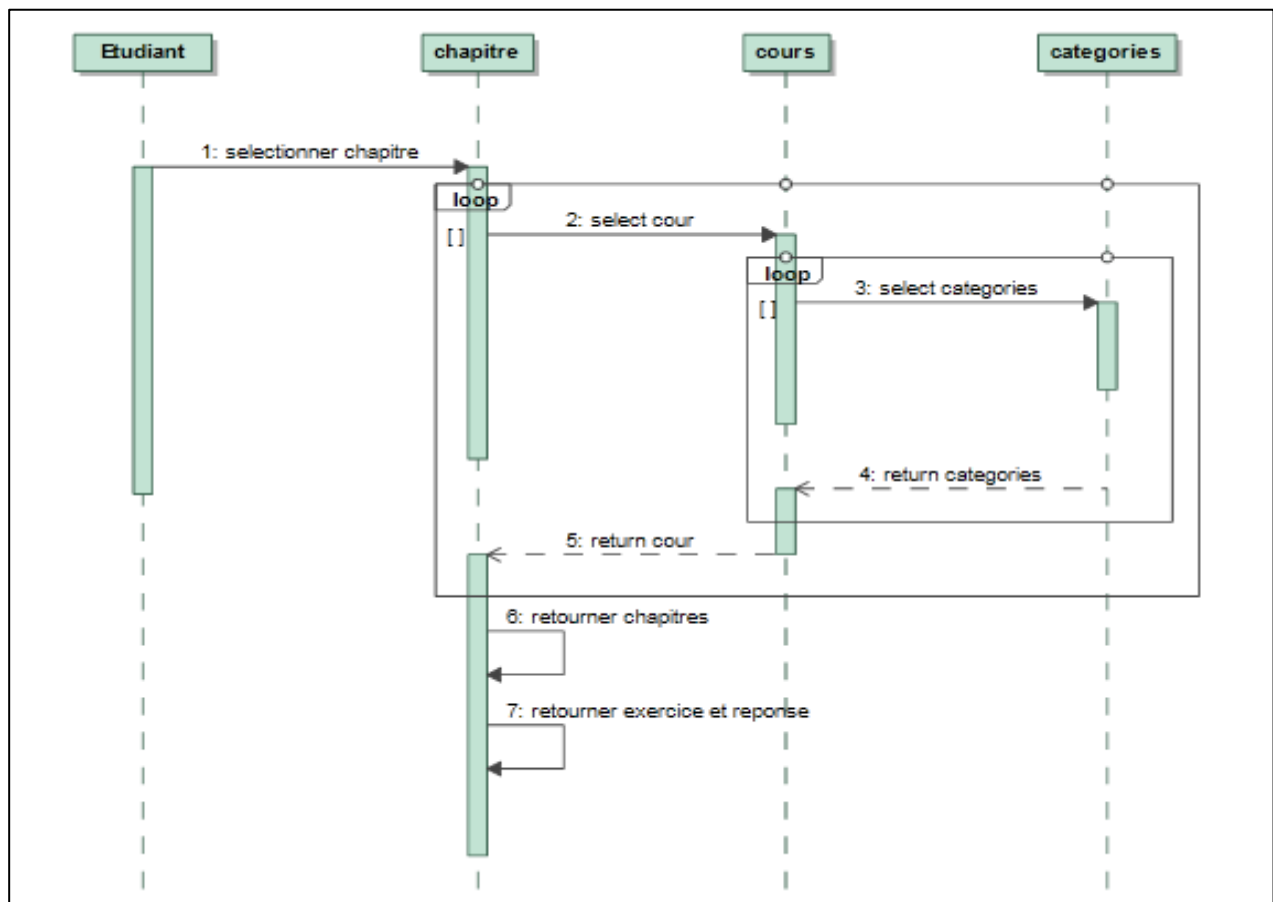 Etudiant
chapitre
cours
categories
1: selectionner chapitre
loop
[ ]
2: select cour
loop
[ ]
3: select categories
4: return categories
5: return cour
6: retourner chapitres
7: retourner exercice et reponse